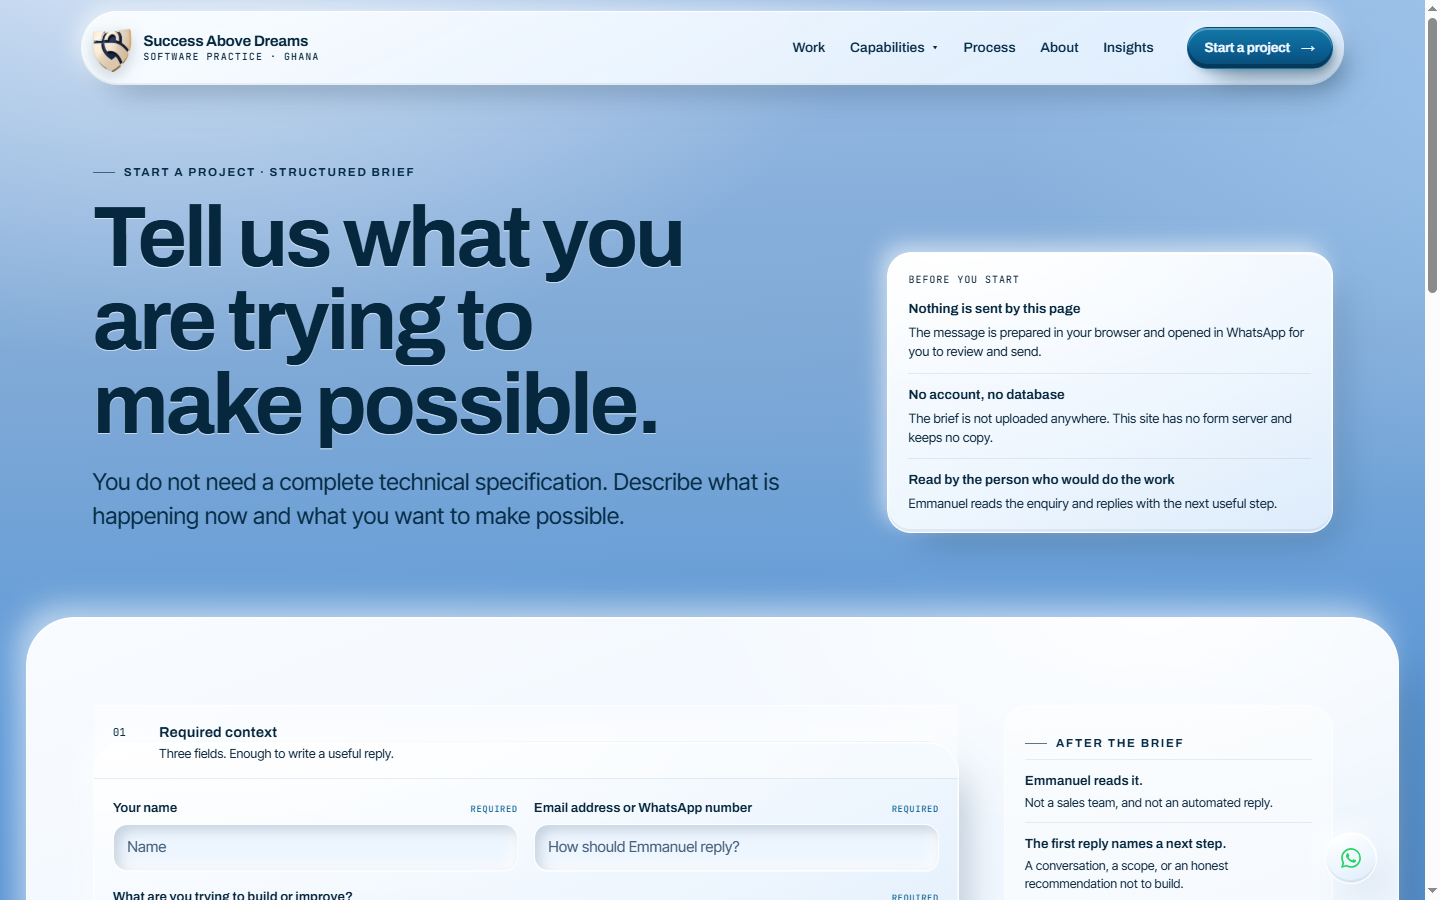 Success Above Dreams
SOFTWARE PRACTICE · GHANA
Work
Capabilities
Process
About
Insights
Start a project →
START A PROJECT · STRUCTURED BRIEF
Tell us what you
are trying to
make possible.
You do not need a complete technical specification. Describe what is
happening now and what you want to make possible.
BEFORE YOU START
Nothing is sent by this page
The message is prepared in your browser and opened in WhatsApp for
you to review and send.
No account, no database
The brief is not uploaded anywhere. This site has no form server and
keeps no copy.
Read by the person who would do the work
Emmanuel reads the enquiry and replies with the next useful step.
01
Required context
Three fields. Enough to write a useful reply.
Your name
REQUIRED
Name
Email address or WhatsApp number
REQUIRED
How should Emmanuel reply?
What are you trying to build or improve?
REQUIRED
AFTER THE BRIEF
Emmanuel reads it.
Not a sales team, and not an automated reply.
The first reply names a next step.
A conversation, a scope, or an honest
recommendation not to build.